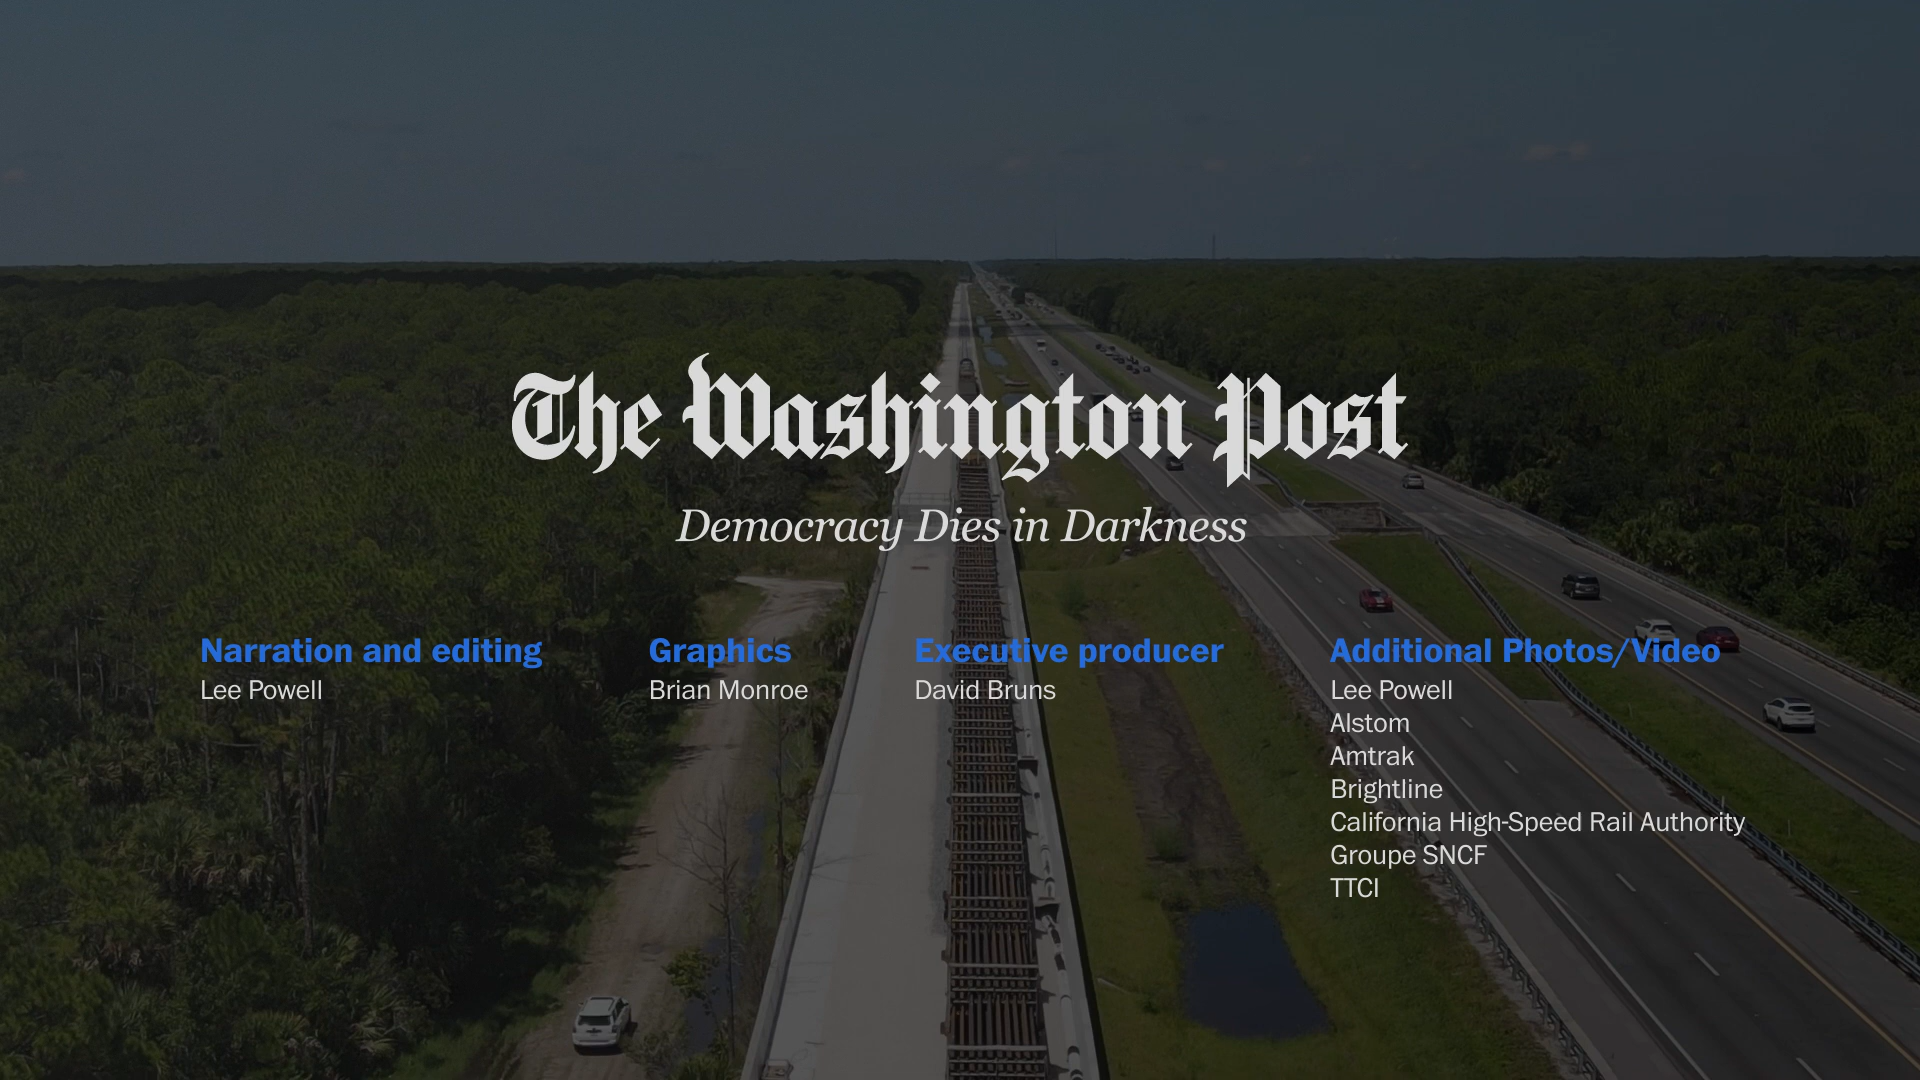 The Washington Post
Democracy Dies in Darkness
Narration and editing
Lee Powell
Graphics
Brian Monroe
Executive producer
David Bruns
Additional Photos/Video
Lee Powell
Alstom
Amtrak
Brightline
California High-Speed Rail Authority
Groupe SNCF
TTCI